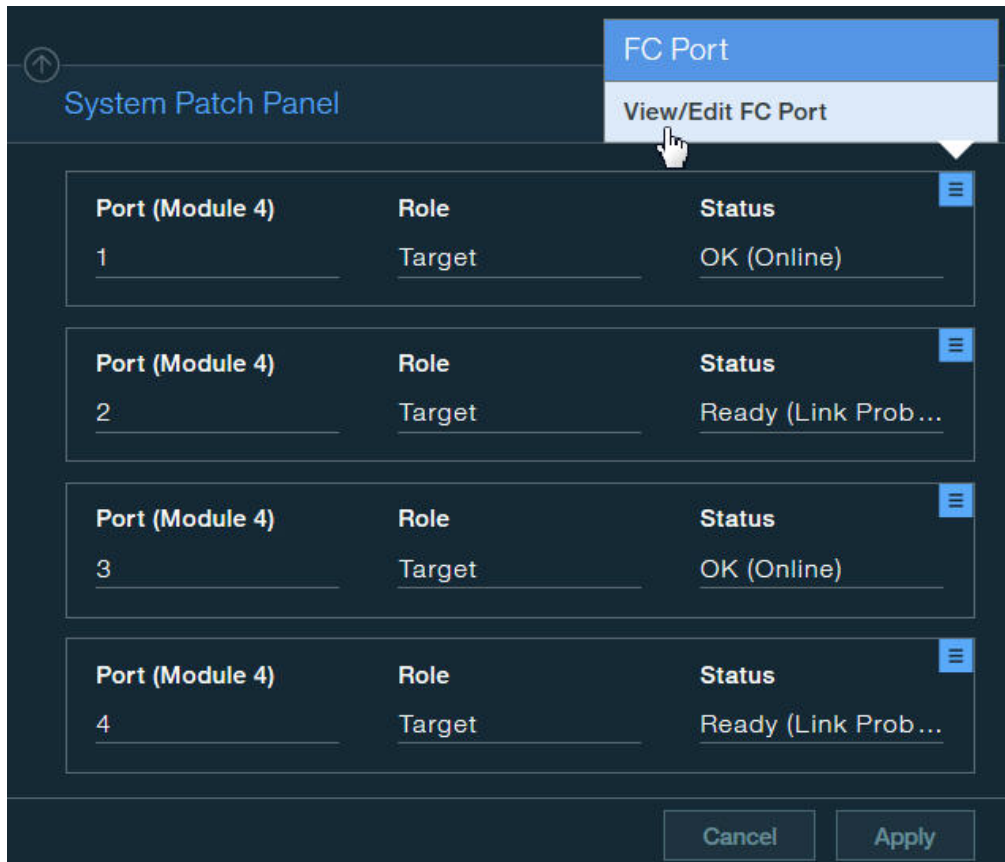 FC Port
System Patch Panel
View/Edit FC Port
Port (Module 4) Role Status
1 Target OK (Online)
Port (Module 4) Role Status
2 Target Ready (Link Prob...
Port (Module 4) Role Status
3 Target OK (Online)
Port (Module 4) Role Status
4 Target Ready (Link Prob...
Cancel Apply